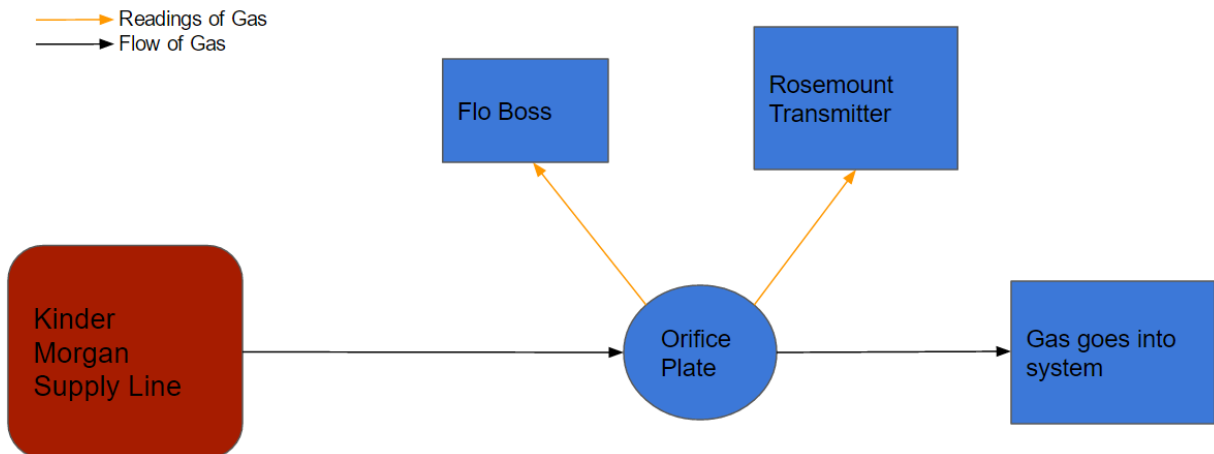 Readings of Gas
Flow of Gas
Flo Boss
Rosemount
Transmitter
Kinder
Morgan
Supply Line
Orifice
Plate
Gas goes into
system